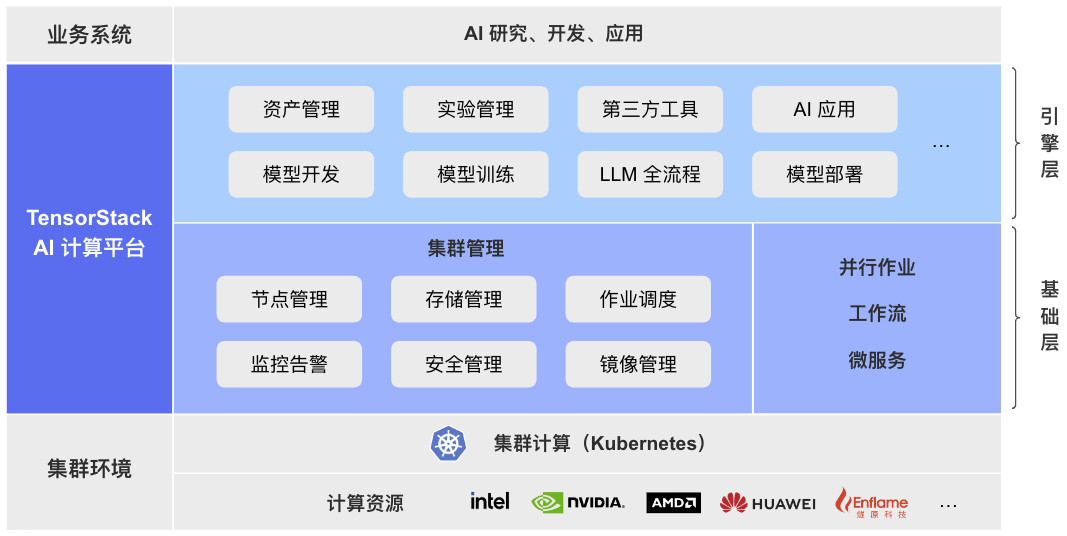 业务系统
AI 研究、开发、应用
TensorStack
AI 计算平台
资产管理
实验管理
第三方工具
AI 应用
模型开发
模型训练
LLM 全流程
模型部署
…
引擎层
集群管理
节点管理
存储管理
作业调度
监控告警
安全管理
镜像管理
并行作业
工作流
微服务
基础层
集群环境
集群计算（Kubernetes）
计算资源
intel
NVIDIA.
AMD
HUAWEI
Enflame
燧原科技
…